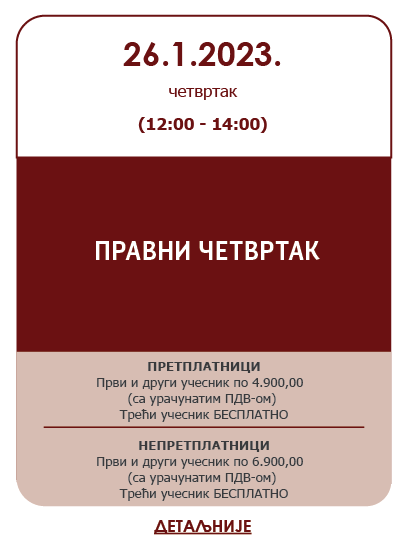 26.1.2023.
четвртак
(12:00 - 14:00)
ПРАВНИ ЧЕТВРТАК
ПРЕТПЛАТНИЦИ
Први и други учесник по 4.900,00
(са урачунатим ПДВ-ом)
Трећи учесник БЕСПЛАТНО
НЕПРЕТПЛАТНИЦИ
Први и други учесник по 6.900,00
(са урачунатим ПДВ-ом)
Трећи учесник БЕСПЛАТНО
ДЕТАЉНИЈЕ